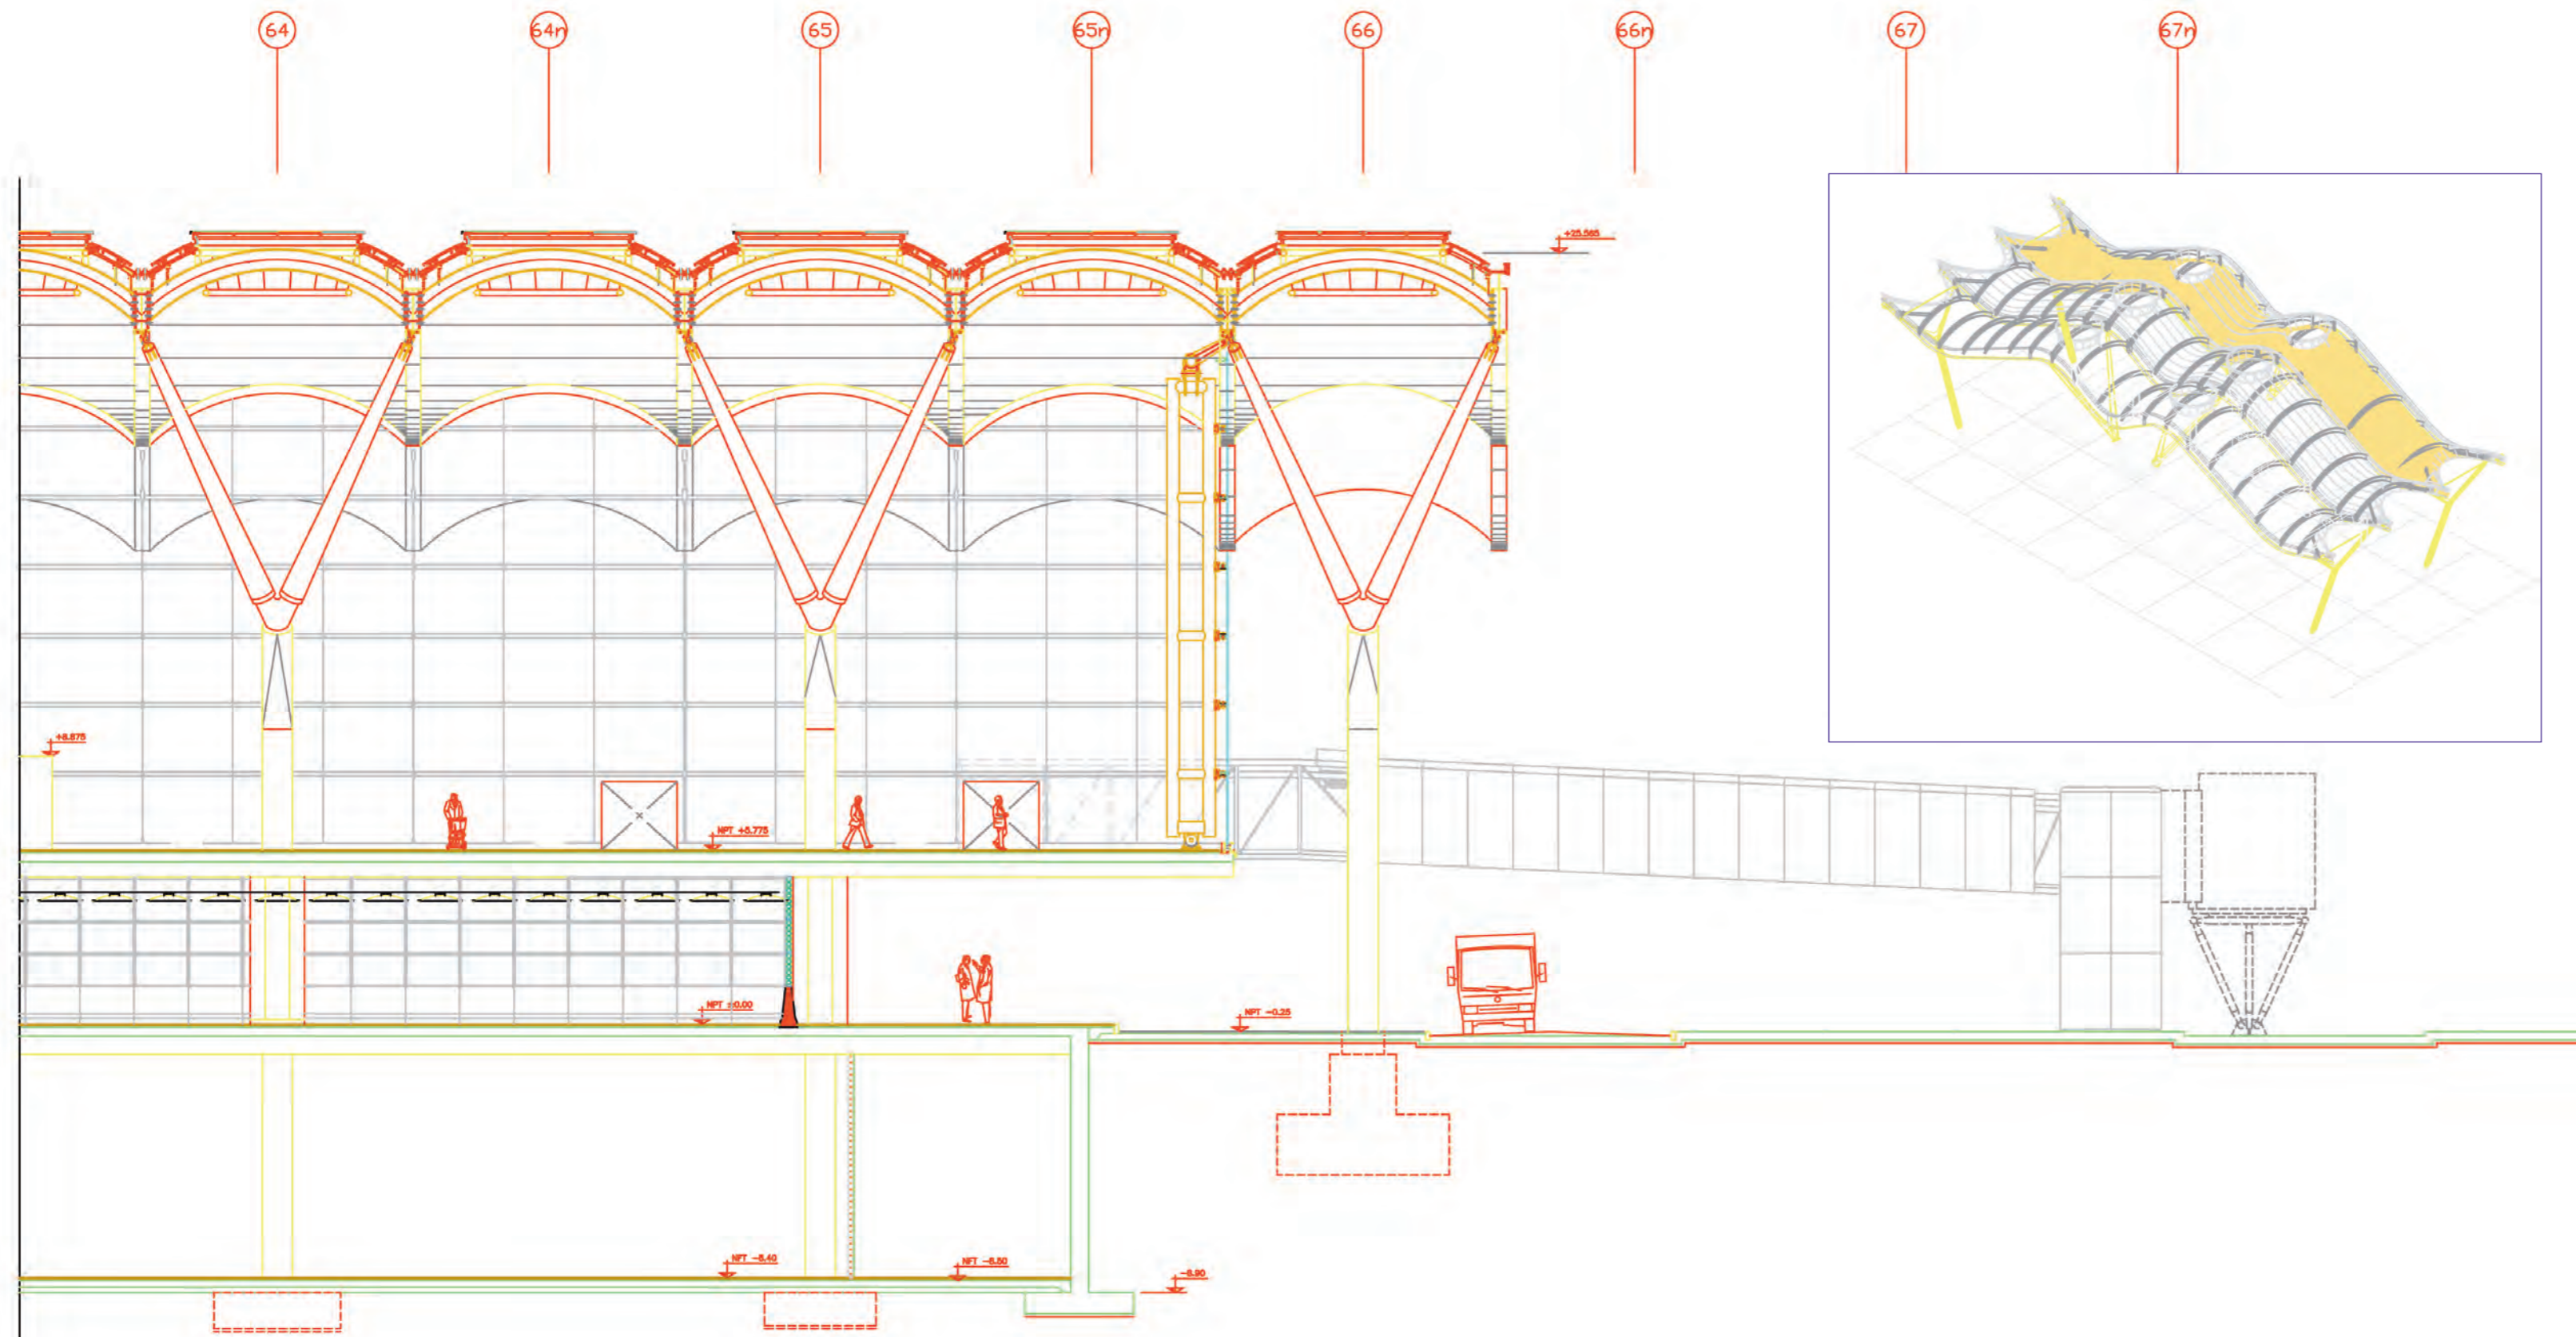 64
64n
65
65n
66
66n
67
67n
+25.565
+8.875
NPT +5.775
NPT ±0.00
NPT -0.25
NPT -8.40
NPT -8.50
-8.90